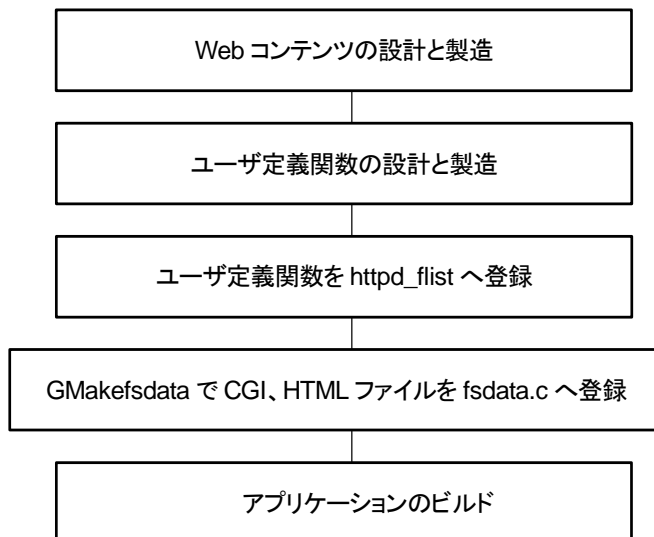 Web コンテンツの設計と製造
ユーザ定義関数の設計と製造
ユーザ定義関数を httpd_flist へ登録
GMakefsdata で CGI、HTML ファイルを fsdata.c へ登録
アプリケーションのビルド